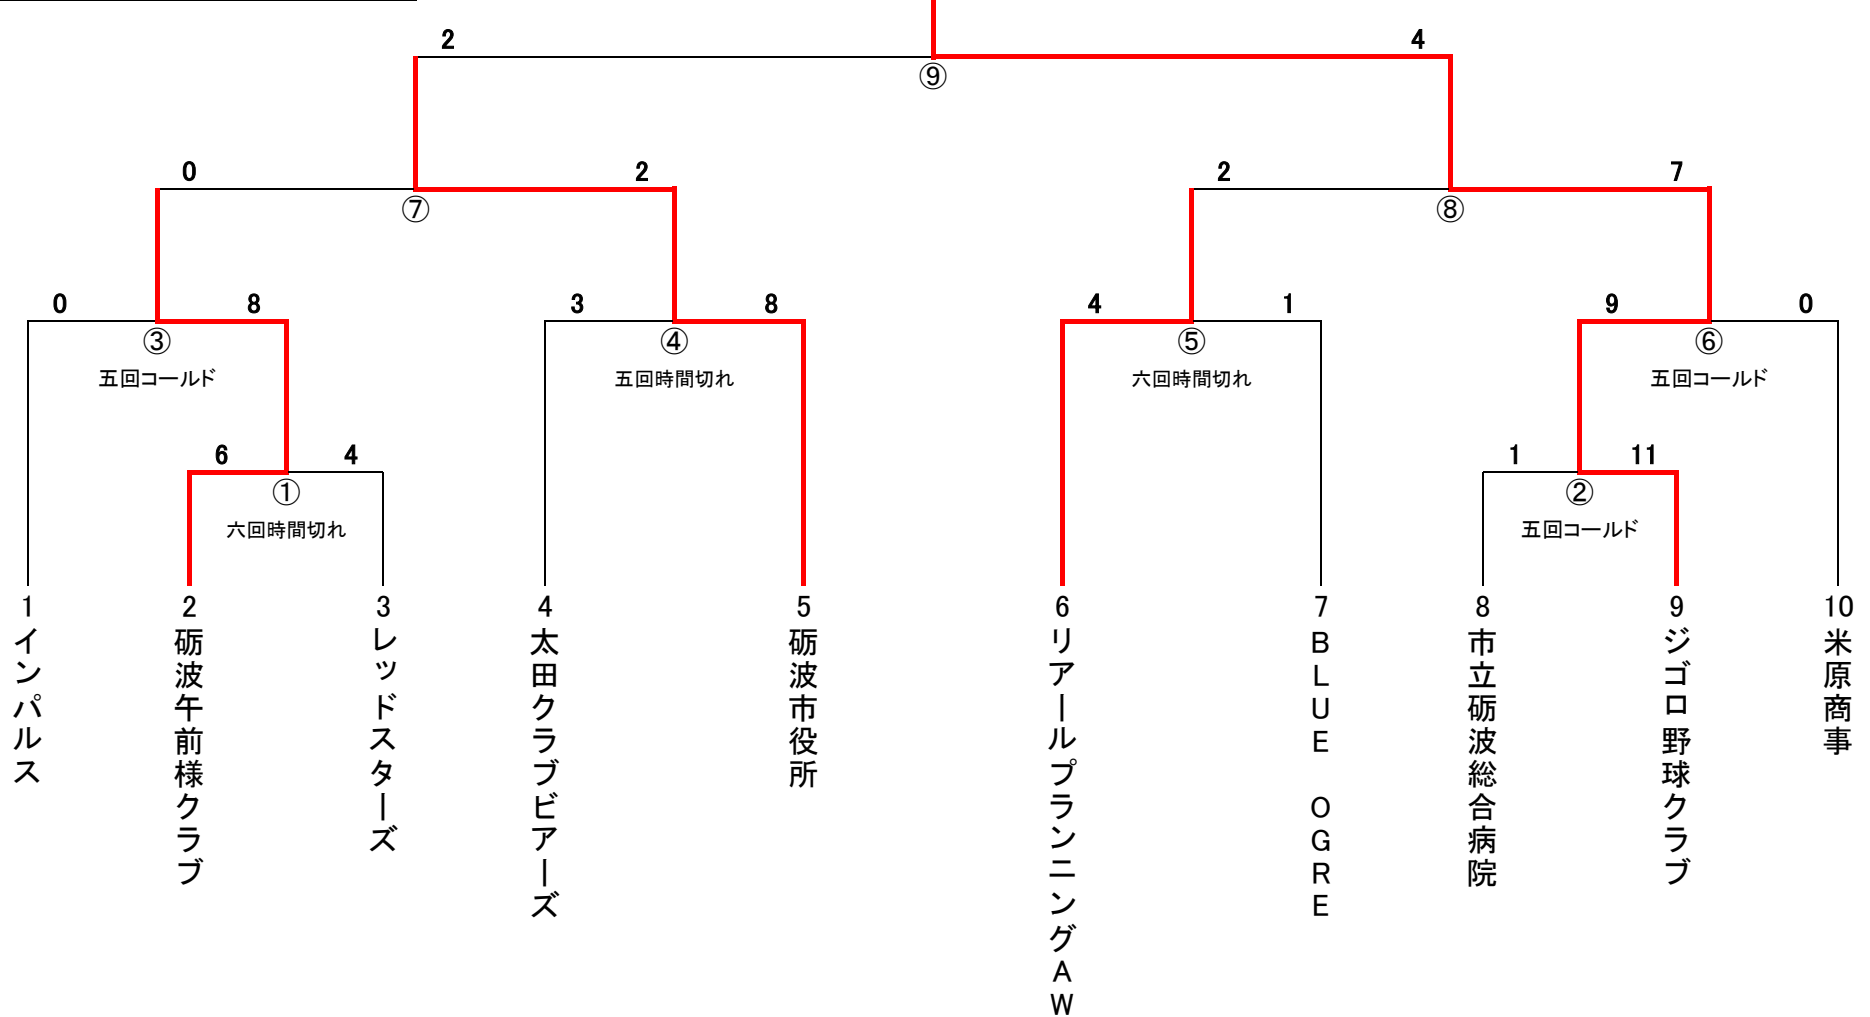 2 4
⑨
0 2 2 7
⑦ ⑧
0 8 3 8 4 1 9 0
③ ④ ⑤ ⑥
五回コールド 五回時間切れ 六回時間切れ 五回コールド
6 4 1 11
① ②
六回時間切れ 五回コールド
1 2 3 4 5 6 7 8 9 10
インパルス
砺波午前様クラブ
レッドスターズ
太田クラブビアーズ
砺波市役所
リアールプランニングAW
BLUE OGRE
市立砺波総合病院
ジゴロ野球クラブ
米原商事